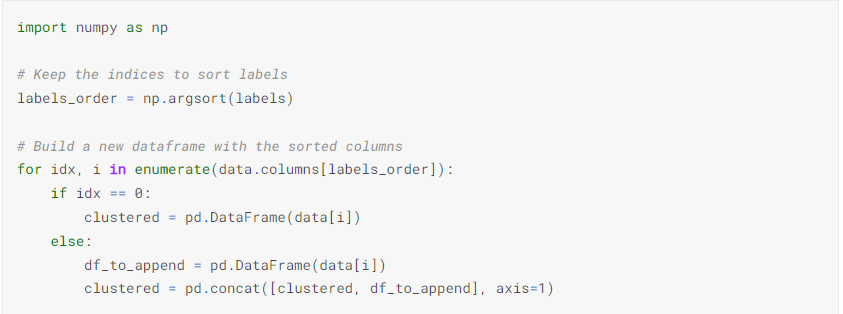 import numpy as np
# Keep the indices to sort labels
labels_order = np.argsort(labels)
# Build a new dataframe with the sorted columns
for idx, i in enumerate(data.columns[labels_order]):
    if idx == 0:
        clustered = pd.DataFrame(data[i])
    else:
        df_to_append = pd.DataFrame(data[i])
        clustered = pd.concat([clustered, df_to_append], axis=1)